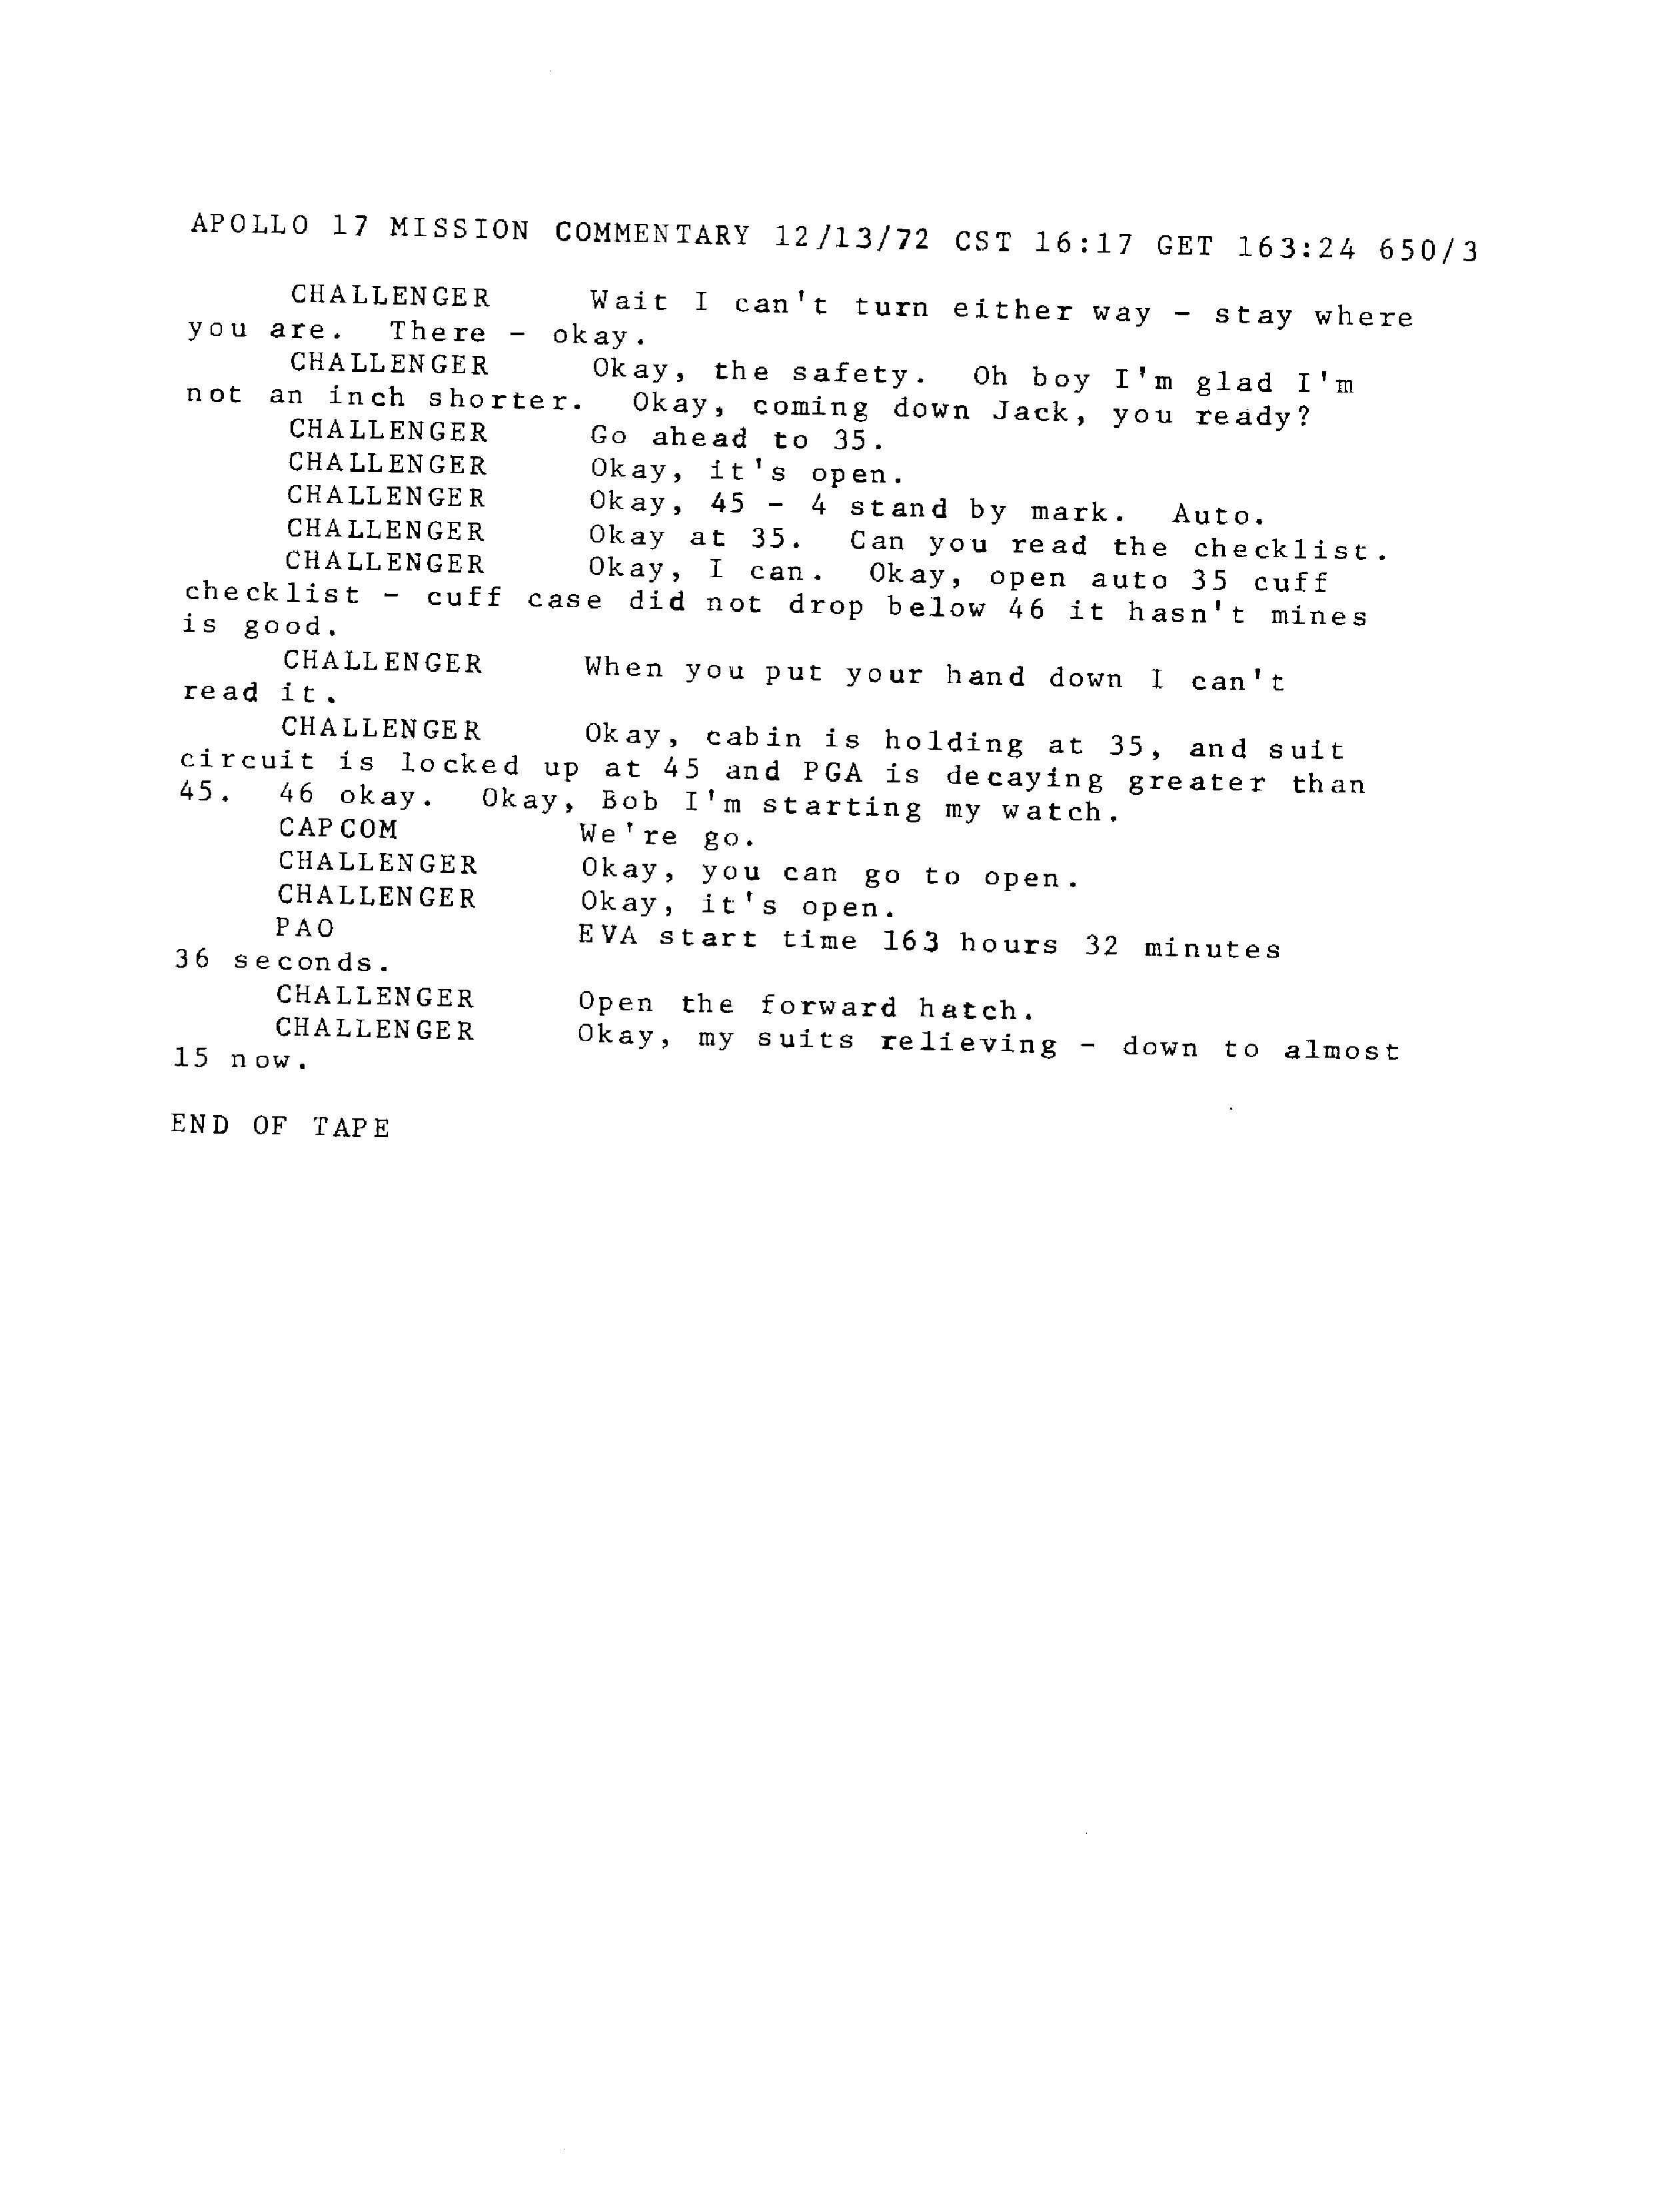 APOLLO 17 MISSION COMMENTARY 12/13/72 CST 16:17 GET 163:24 650/3
CHALLENGER Wait I can't turn either way - stay where
you are. There - okay.
CHALLENGER Okay, the safety. Oh boy I'm glad I'm
not an inch shorter. Okay, coming down Jack, you ready?
CHALLENGER Go ahead to 35.
CHALLENGER Okay, it's open.
CHALLENGER Okay, 45 - 4 stand by mark. Auto.
CHALLENGER Okay at 35. Can you read the checklist.
CHALLENGER Okay, I can. Okay, open auto 35 cuff
checklist - cuff case did not drop below 46 it hasn't mines
is good.
CHALLENGER When you put your hand down I can't
read it.
CHALLENGER Okay, cabin is holding at 35, and suit
circuit is locked up at 45 and PGA is decaying greater than
45. 46 okay. Okay, Bob I'm starting my watch.
CAPCOM We're go.
CHALLENGER Okay, you can go to open.
CHALLENGER Okay, it's open.
PAO EVA start time 163 hours 32 minutes
36 seconds.
CHALLENGER Open the forward hatch.
CHALLENGER Okay, my suits relieving - down to almost
15 now.
END OF TAPE